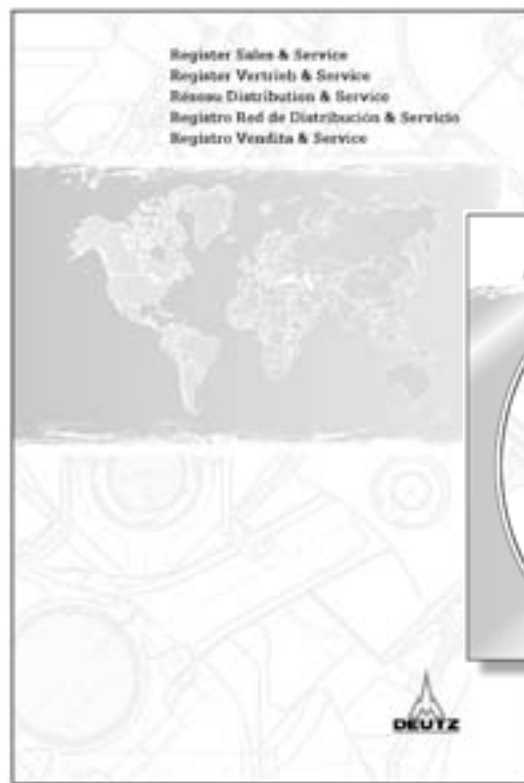 Register Sales & Service
Register Vertrieb & Service
Réseau Distribution & Service
Registro Red de Distribución & Servicio
Registro Vendita & Service
DEUTZ